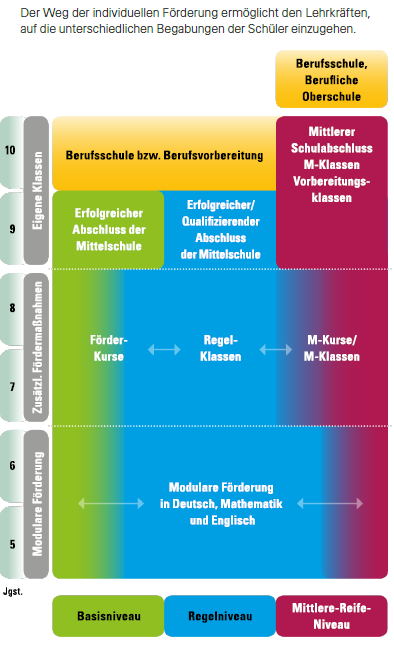 Der Weg der individuellen Förderung ermöglicht den Lehrkräften,
auf die unterschiedlichen Begabungen der Schüler einzugehen.
Berufsschule,
Berufliche
Oberschule
10
Eigene Klassen
Berufsschule bzw. Berufsvorbereitung
Mittlerer
Schulabschluss
M-Klassen
Vorbereitungs-
klassen
9
Erfolgreicher
Abschluss der
Mittelschule
Erfolgreicher/
Qualifizierender
Abschluss
der Mittelschule
8
Zusätzl. Fördermaßnahmen
Förder-
Kurse
Regel-
Klassen
M-Kurse/
M-Klassen
7
6
Modulare Förderung
Modulare Förderung
in Deutsch, Mathematik
und Englisch
5
Jgst.
Basisniveau
Regelniveau
Mittlere-Reife-
Niveau